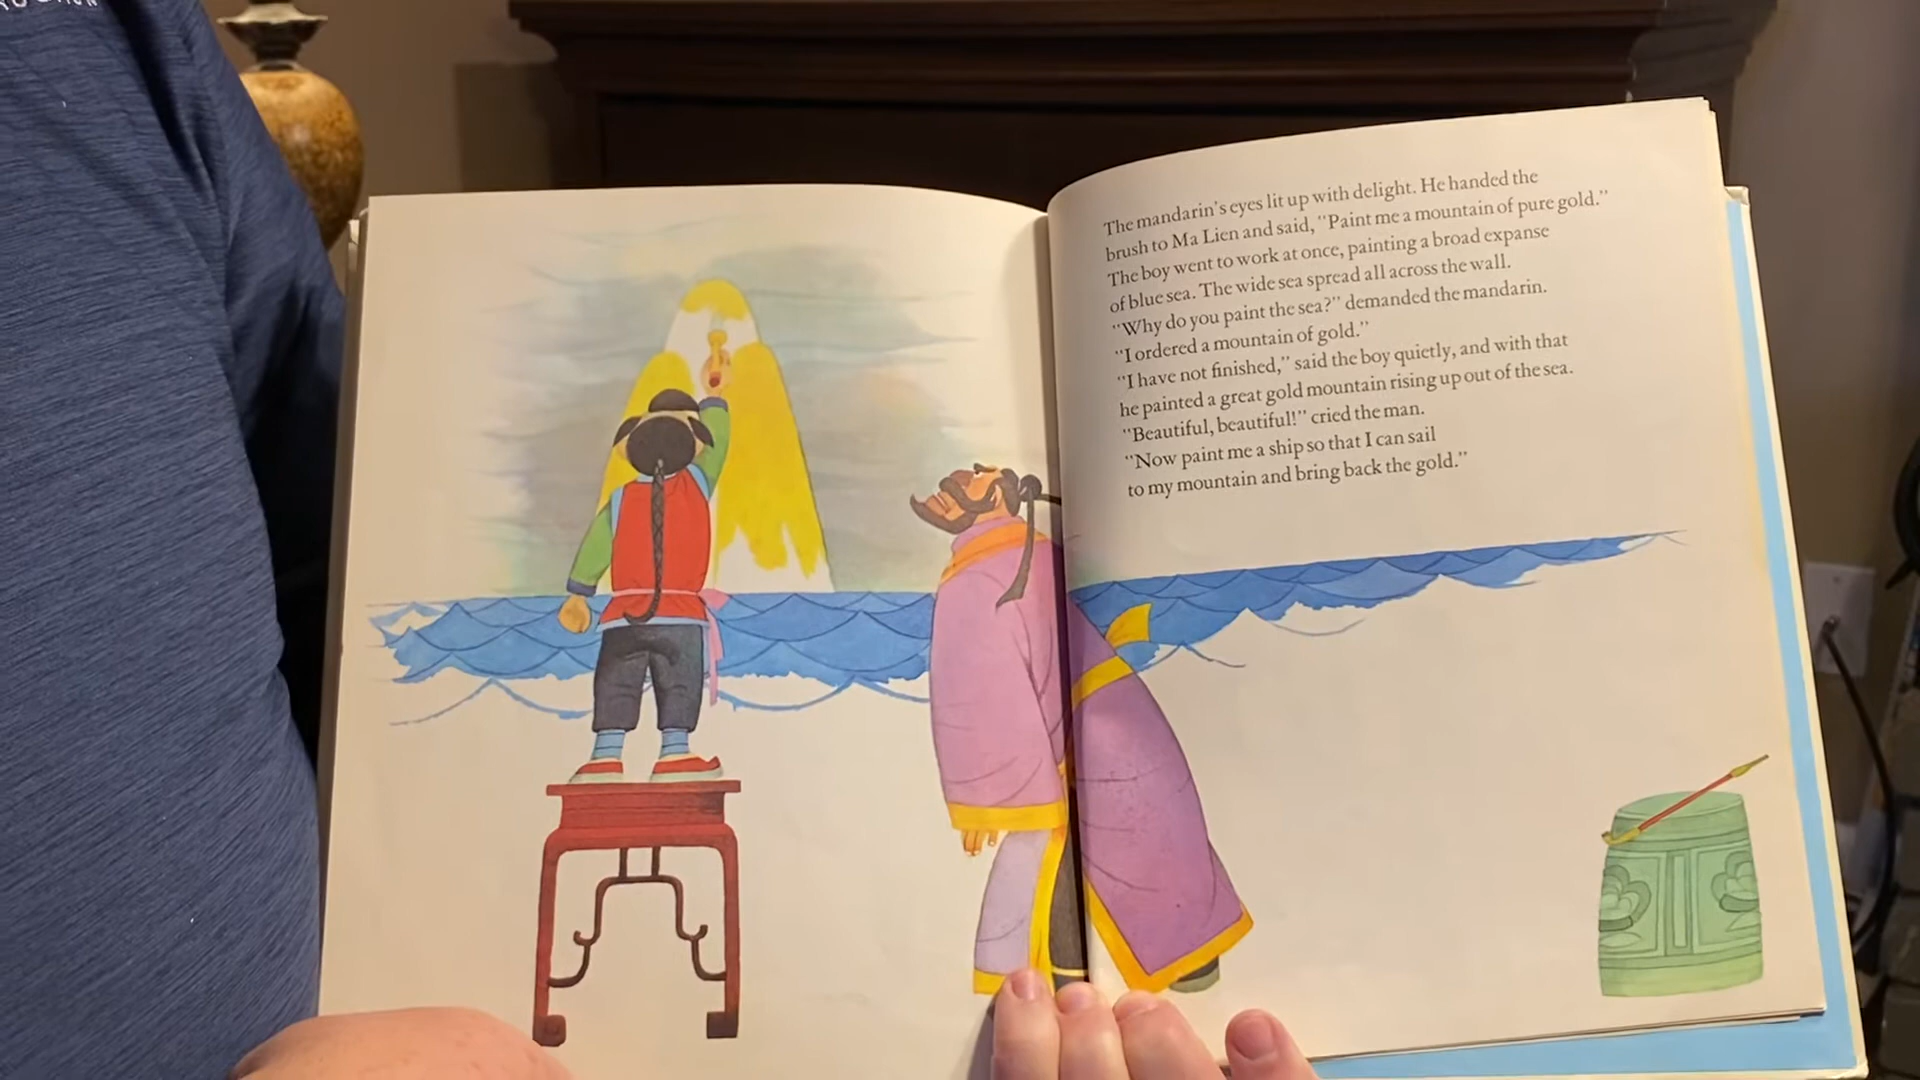 The mandarin's eyes lit up with delight. He handed the
brush to Ma Lien and said, "Paint me a mountain of pure gold."
The boy went to work at once, painting a broad expanse
of blue sea. The wide sea spread all across the wall.
"Why do you paint the sea?" demanded the mandarin.
"I ordered a mountain of gold."
"I have not finished," said the boy quietly, and with that
he painted a great gold mountain rising up out of the sea.
"Beautiful, beautiful!" cried the man.
"Now paint me a ship so that I can sail
to my mountain and bring back the gold."